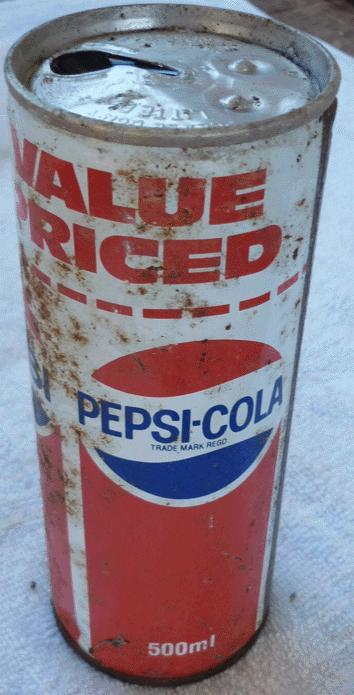 VALUE
PRICED
PEPSI-COLA
TRADE MARK REGD.
500ml